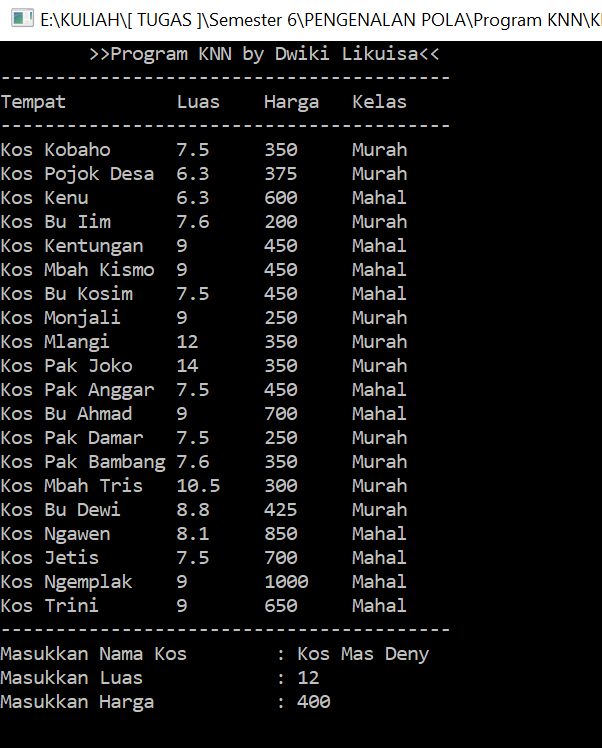 E:\KULIAH\[ TUGAS ]\Semester 6\PENGENALAN POLA\Program KNN\K
>>Program KNN by Dwiki Likuisa<<
-----------------------------------------
Tempat Luas Harga Kelas
-----------------------------------------
Kos Kobaho 7.5 350 Murah
Kos Pojok Desa 6.3 375 Murah
Kos Kenu 6.3 600 Mahal
Kos Bu Iim 7.6 200 Murah
Kos Kentungan 9 450 Mahal
Kos Mbah Kismo 9 450 Mahal
Kos Bu Kosim 7.5 450 Mahal
Kos Monjali 9 250 Murah
Kos Mlangi 12 350 Murah
Kos Pak Joko 14 350 Murah
Kos Pak Anggar 7.5 450 Mahal
Kos Bu Ahmad 9 700 Mahal
Kos Pak Damar 7.5 250 Murah
Kos Pak Bambang 7.6 350 Murah
Kos Mbah Tris 10.5 300 Murah
Kos Bu Dewi 8.8 425 Murah
Kos Ngawen 8.1 850 Mahal
Kos Jetis 7.5 700 Mahal
Kos Ngemplak 9 1000 Mahal
Kos Trini 9 650 Mahal
-----------------------------------------
Masukkan Nama Kos : Kos Mas Deny
Masukkan Luas : 12
Masukkan Harga : 400